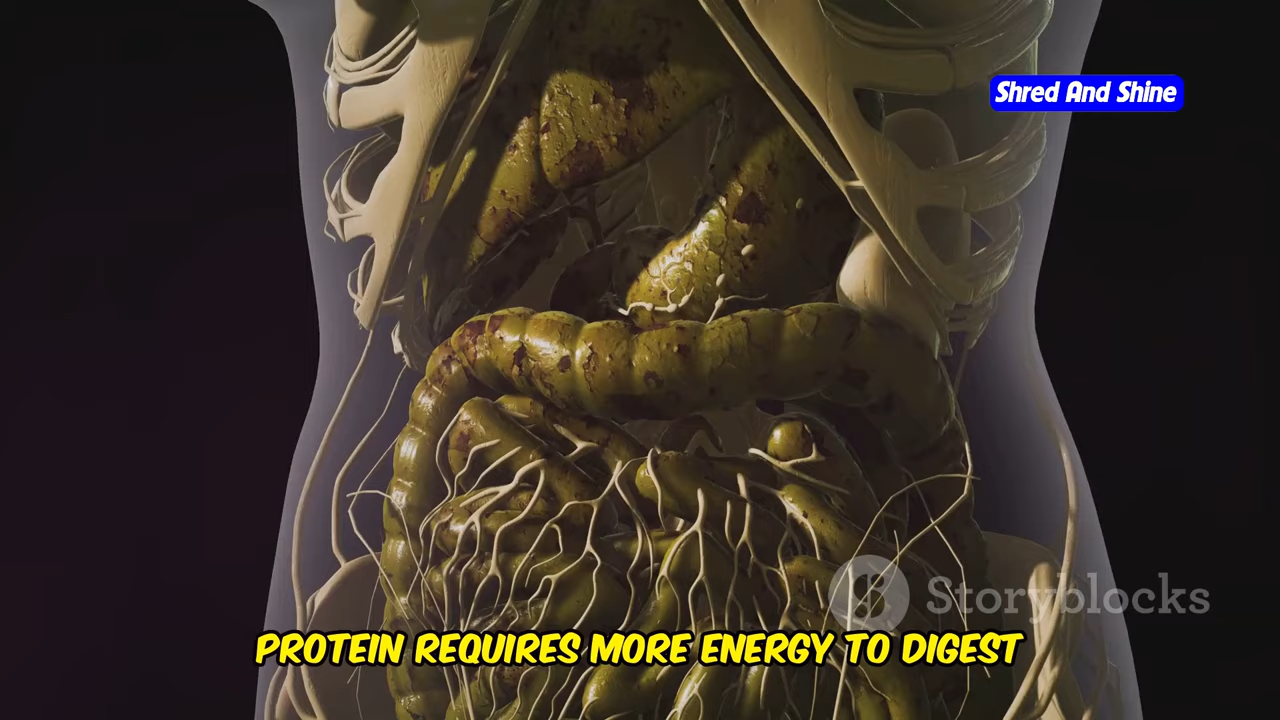 Shred And Shine
Storyblocks
PROTEIN REQUIRES MORE ENERGY TO DIGEST